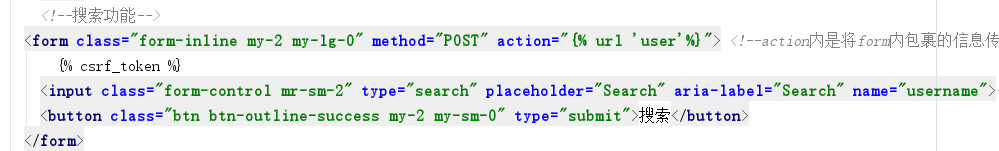 <!--搜索功能-->
<form class="form-inline my-2 my-lg-0" method="POST" action="{% url 'user'%}"> <!--action内是将form内包裹的信息传
{% csrf_token %}
<input class="form-control mr-sm-2" type="search" placeholder="Search" aria-label="Search" name="username">
<button class="btn btn-outline-success my-2 my-sm-0" type="submit">搜索</button>
</form>